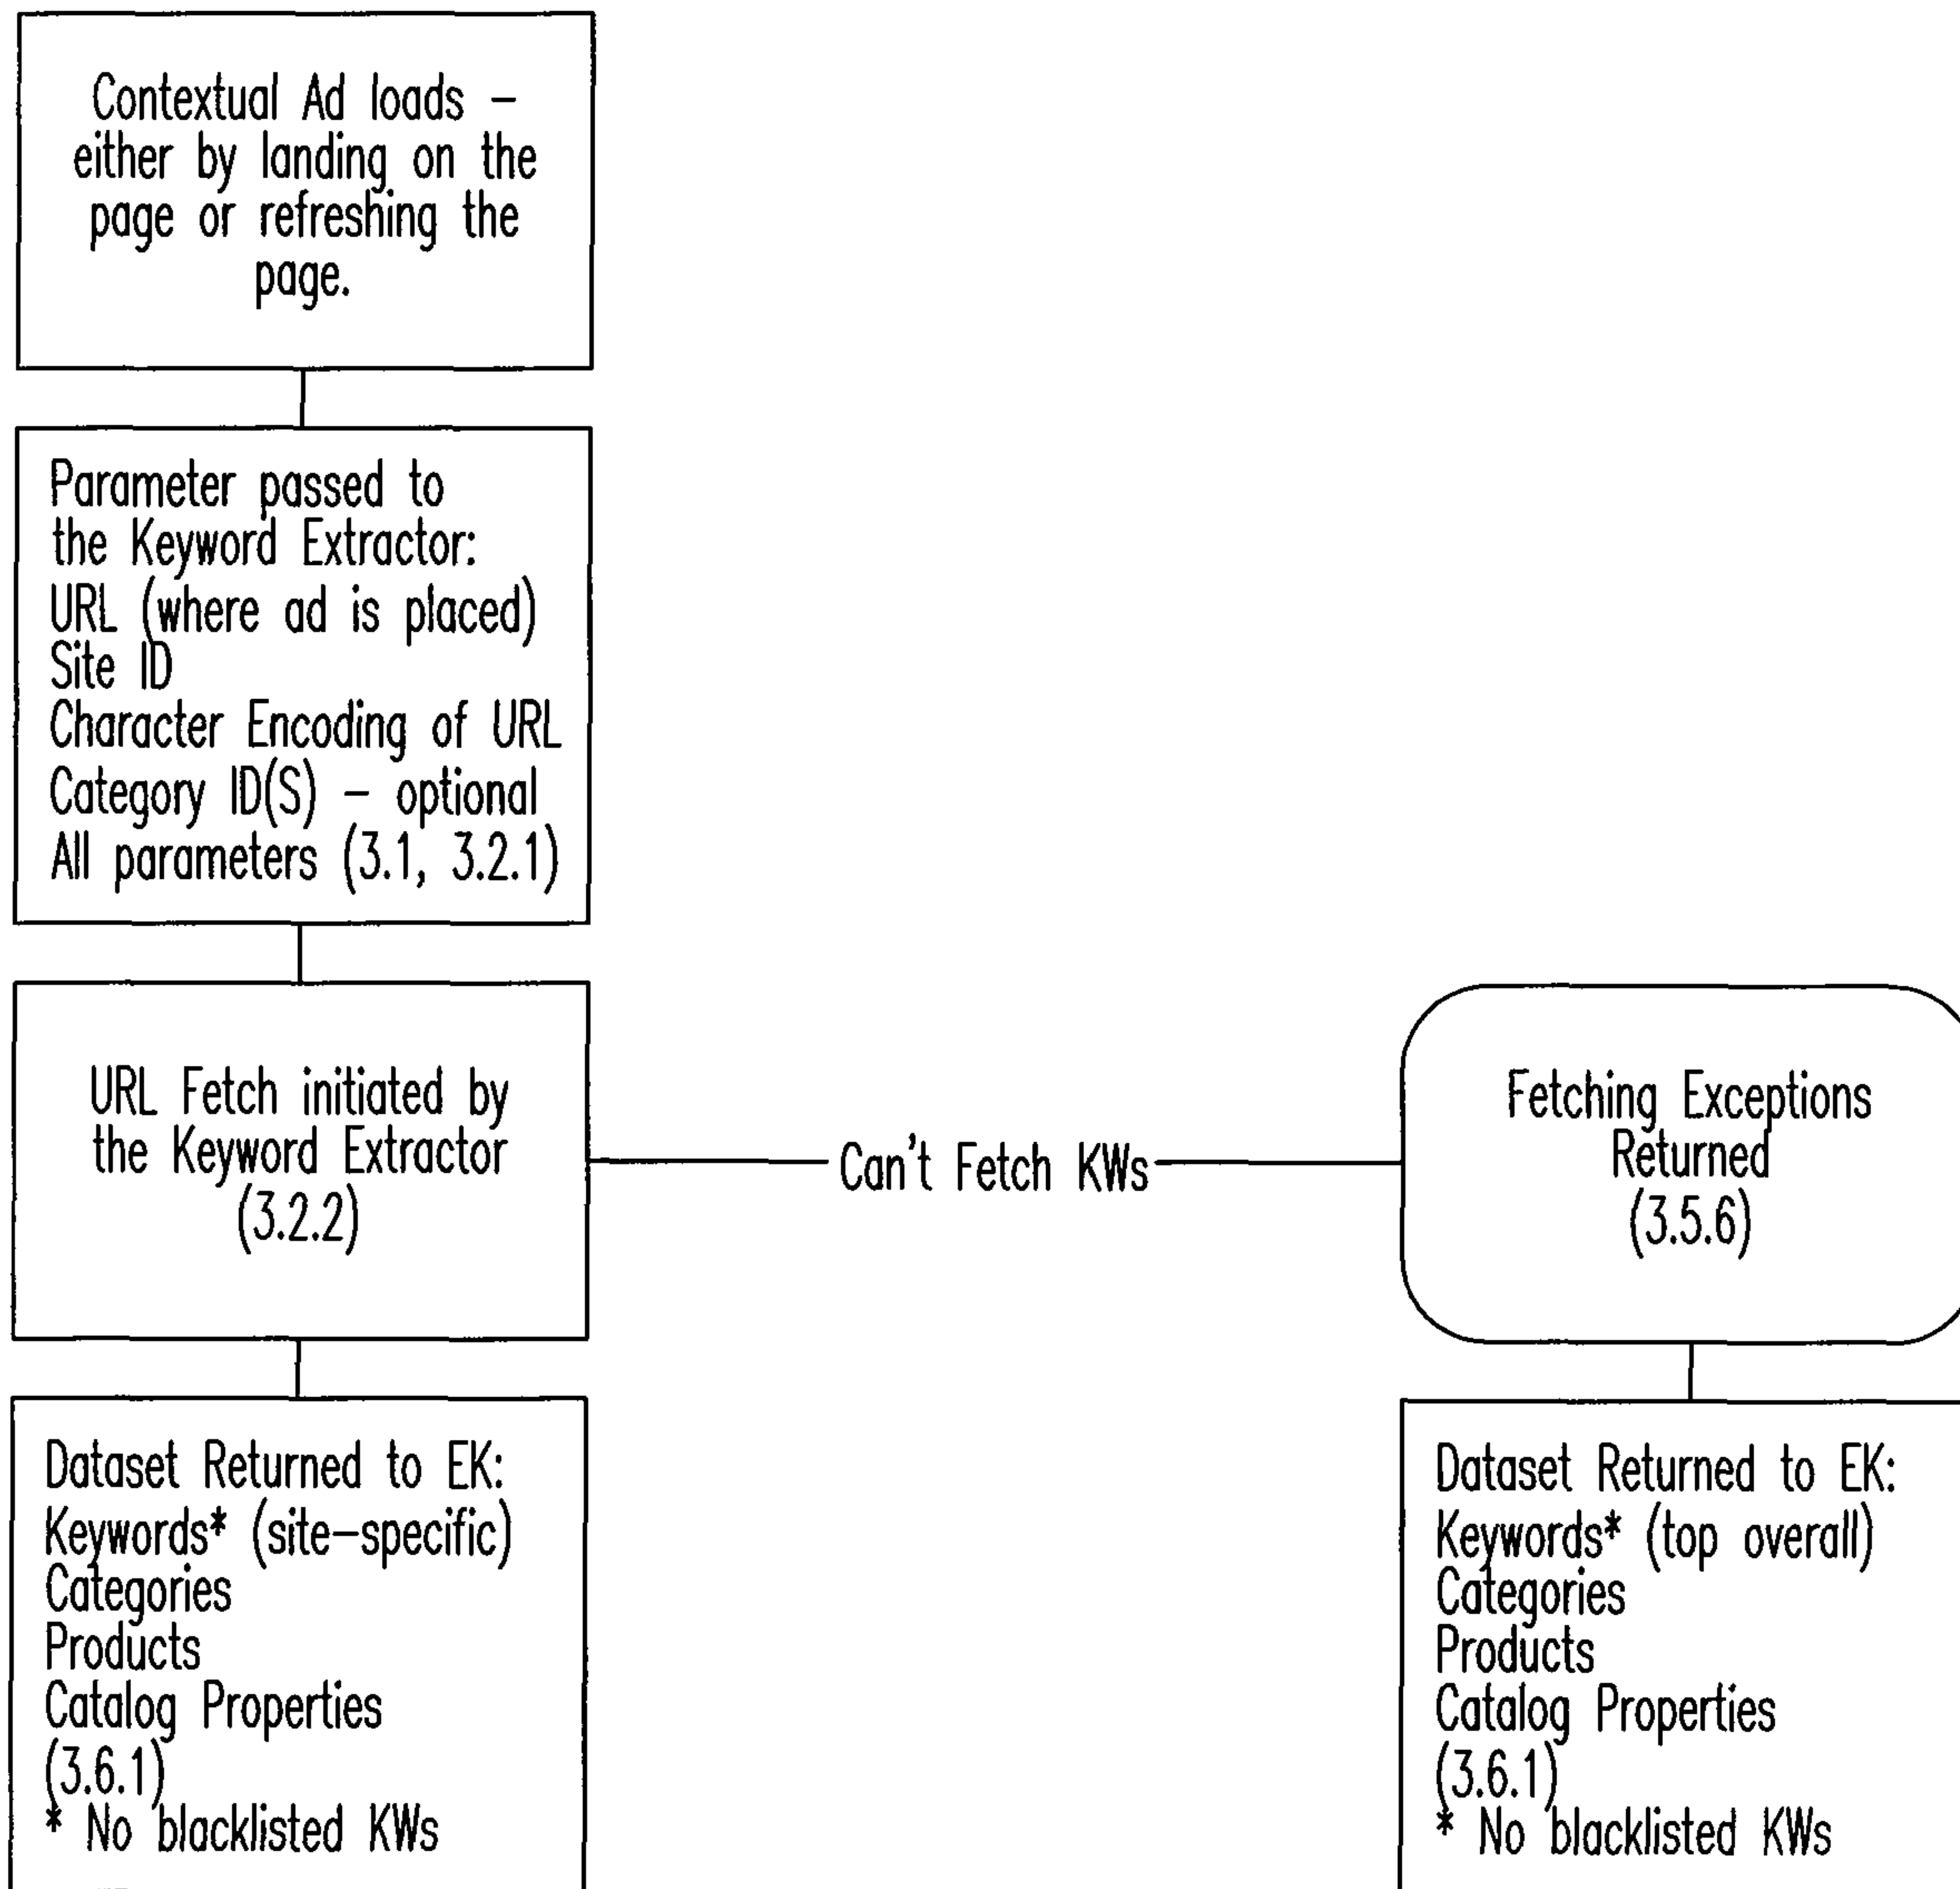 Contextual Ad loads –
either by landing on the
page or refreshing the
page.
Parameter passed to
the Keyword Extractor:
URL (where ad is placed)
Site ID
Character Encoding of URL
Category ID(S) – optional
All parameters (3.1, 3.2.1)
URL Fetch initiated by
the Keyword Extractor
(3.2.2)
Can't Fetch KWs
Fetching Exceptions
Returned
(3.5.6)
Dataset Returned to EK:
Keywords* (site–specific)
Categories
Products
Catalog Properties
(3.6.1)
* No blacklisted KWs
Dataset Returned to EK:
Keywords* (top overall)
Categories
Products
Catalog Properties
(3.6.1)
* No blacklisted KWs